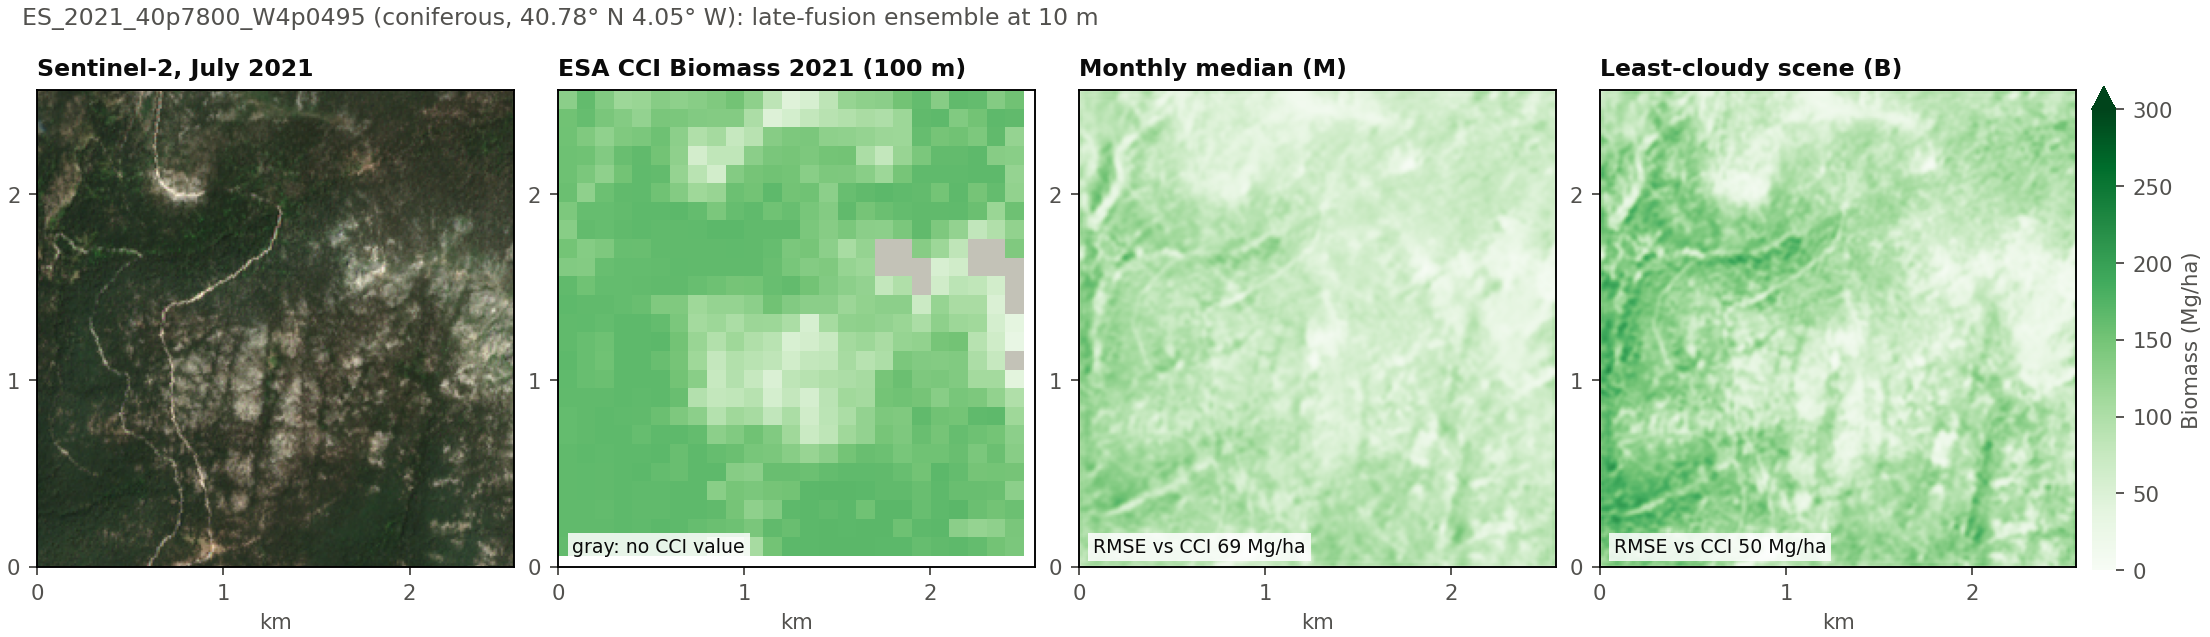 ES_2021_40p7800_W4p0495 (coniferous, 40.78° N 4.05° W): late-fusion ensemble at 10 m
Sentinel-2, July 2021
ESA CCI Biomass 2021 (100 m)
Monthly median (M)
Least-cloudy scene (B)
2
1
0
0
1
2
km
gray: no CCI value
2
1
0
0
1
2
km
RMSE vs CCI 69 Mg/ha
2
1
0
0
1
2
km
RMSE vs CCI 50 Mg/ha
2
1
0
0
1
2
km
300
250
200
150
100
50
0
Biomass (Mg/ha)